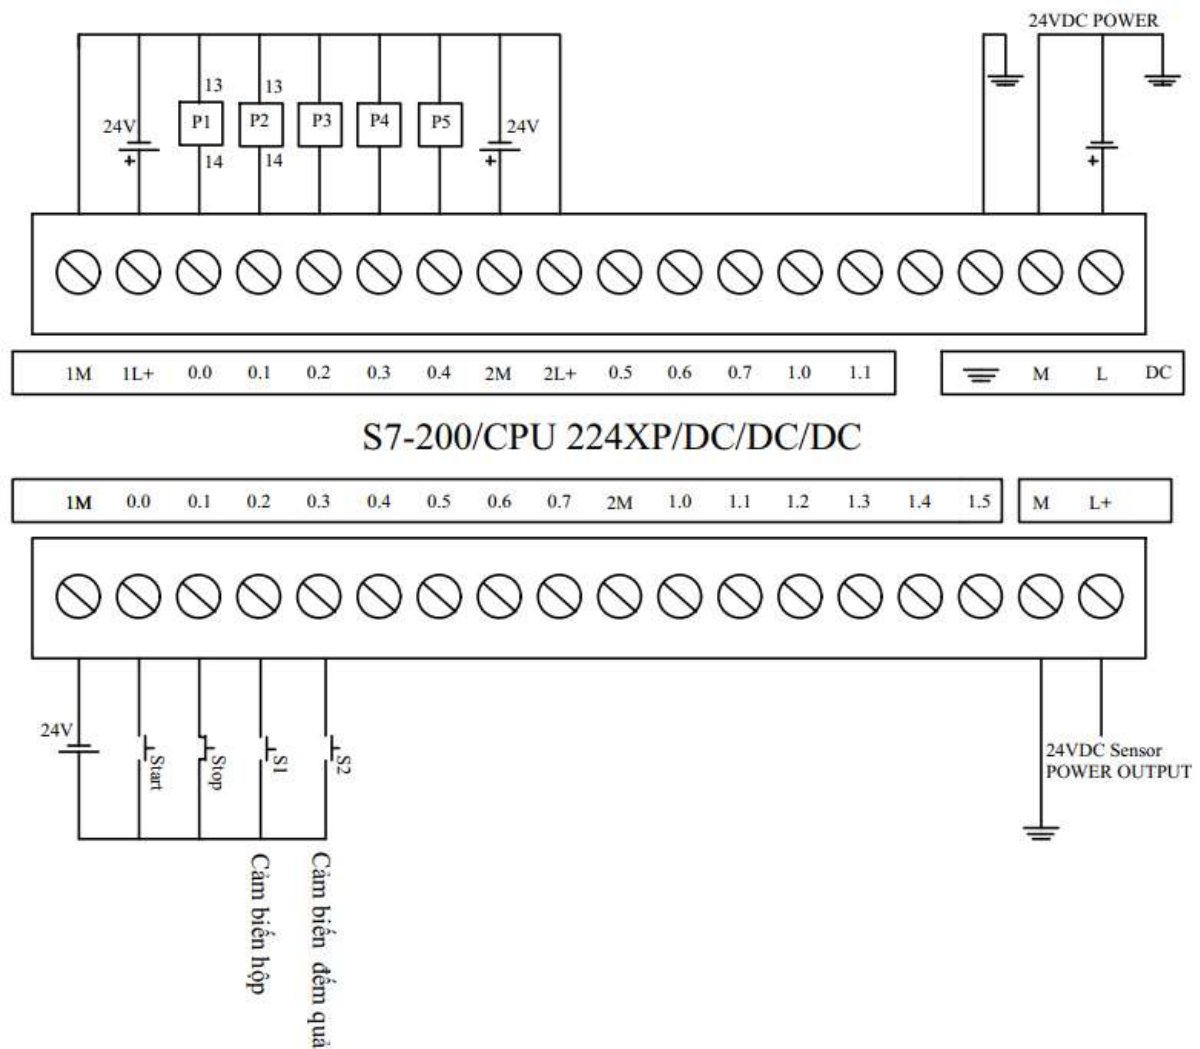 24VDC POWER
13 13
24V P1 P2 P3 P4 P5 24V
+ 14 14 + +
1M 1L+ 0.0 0.1 0.2 0.3 0.4 2M 2L+ 0.5 0.6 0.7 1.0 1.1 M L DC
S7-200/CPU 224XP/DC/DC/DC
1M 0.0 0.1 0.2 0.3 0.4 0.5 0.6 0.7 2M 1.0 1.1 1.2 1.3 1.4 1.5 M L+
24V
Start
Stop
S1
S2
24VDC Sensor
POWER OUTPUT
Cảm biến hộp
Cảm biến đếm quả